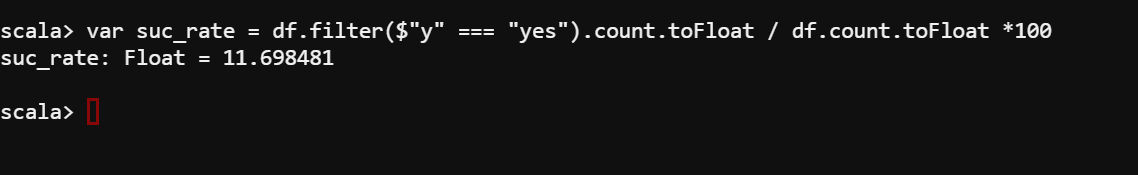 scala> var suc_rate = df.filter($"y" === "yes").count.toFloat / df.count.toFloat *100
suc_rate: Float = 11.698481
scala>